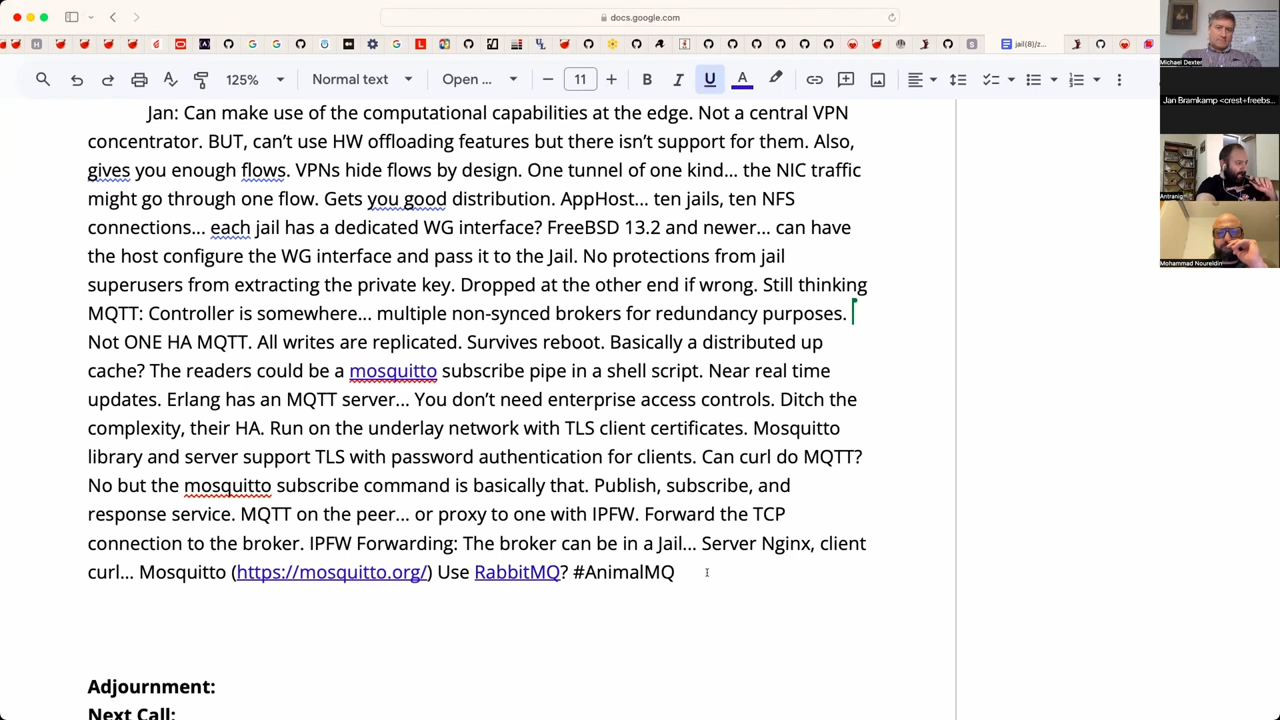 docs.google.com
jail(8)/z...
125%
Normal text
Open ...
11
B
I
U
A
Jan: Can make use of the computational capabilities at the edge. Not a central VPN
concentrator. BUT, can’t use HW offloading features but there isn’t support for them. Also,
gives you enough flows. VPNs hide flows by design. One tunnel of one kind... the NIC traffic
might go through one flow. Gets you good distribution. AppHost... ten jails, ten NFS
connections... each jail has a dedicated WG interface? FreeBSD 13.2 and newer... can have
the host configure the WG interface and pass it to the Jail. No protections from jail
superusers from extracting the private key. Dropped at the other end if wrong. Still thinking
MQTT: Controller is somewhere... multiple non-synced brokers for redundancy purposes.
Not ONE HA MQTT. All writes are replicated. Survives reboot. Basically a distributed up
cache? The readers could be a mosquitto subscribe pipe in a shell script. Near real time
updates. Erlang has an MQTT server... You don’t need enterprise access controls. Ditch the
complexity, their HA. Run on the underlay network with TLS client certificates. Mosquitto
library and server support TLS with password authentication for clients. Can curl do MQTT?
No but the mosquitto subscribe command is basically that. Publish, subscribe, and
response service. MQTT on the peer... or proxy to one with IPFW. Forward the TCP
connection to the broker. IPFW Forwarding: The broker can be in a Jail... Server Nginx, client
curl... Mosquitto (https://mosquitto.org/) Use RabbitMQ? #AnimalMQ
Adjournment:
Next Call:
Michael Dexter
Jan Bramkamp <crest+freebs...
Antranig
Mohammad Noureldin